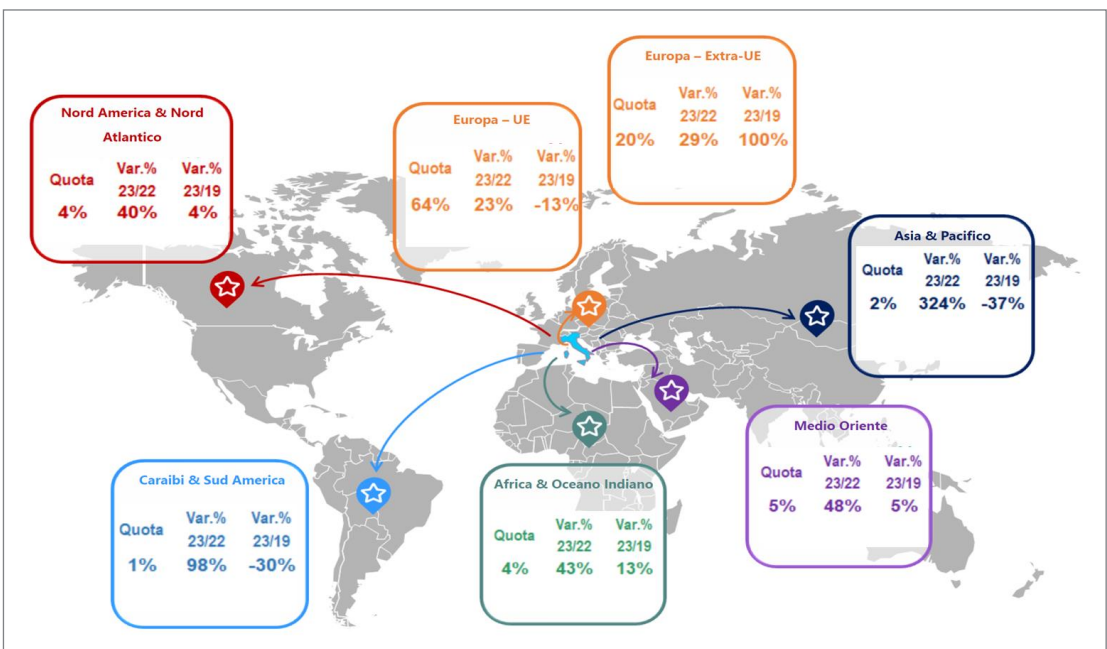 Nord America & Nord
Atlantico
Quota Var.% Var.%
23/22 23/19
4% 40% 4%
Europa – UE
Quota Var.% Var.%
23/22 23/19
64% 23% -13%
Europa – Extra-UE
Quota Var.% Var.%
23/22 23/19
20% 29% 100%
Asia & Pacifico
Quota Var.% Var.%
23/22 23/19
2% 324% -37%
Medio Oriente
Quota Var.% Var.%
23/22 23/19
5% 48% 5%
Caraibi & Sud America
Quota Var.% Var.%
23/22 23/19
1% 98% -30%
Africa & Oceano Indiano
Quota Var.% Var.%
23/22 23/19
4% 43% 13%